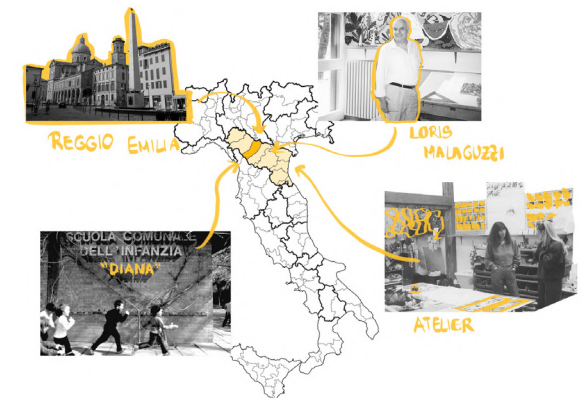 REGGIO EMILIA
LORIS
MALAGUZZI
SCUOLA COMUNALE
DELL'INFANZIA
"DIANA"
ATELIER